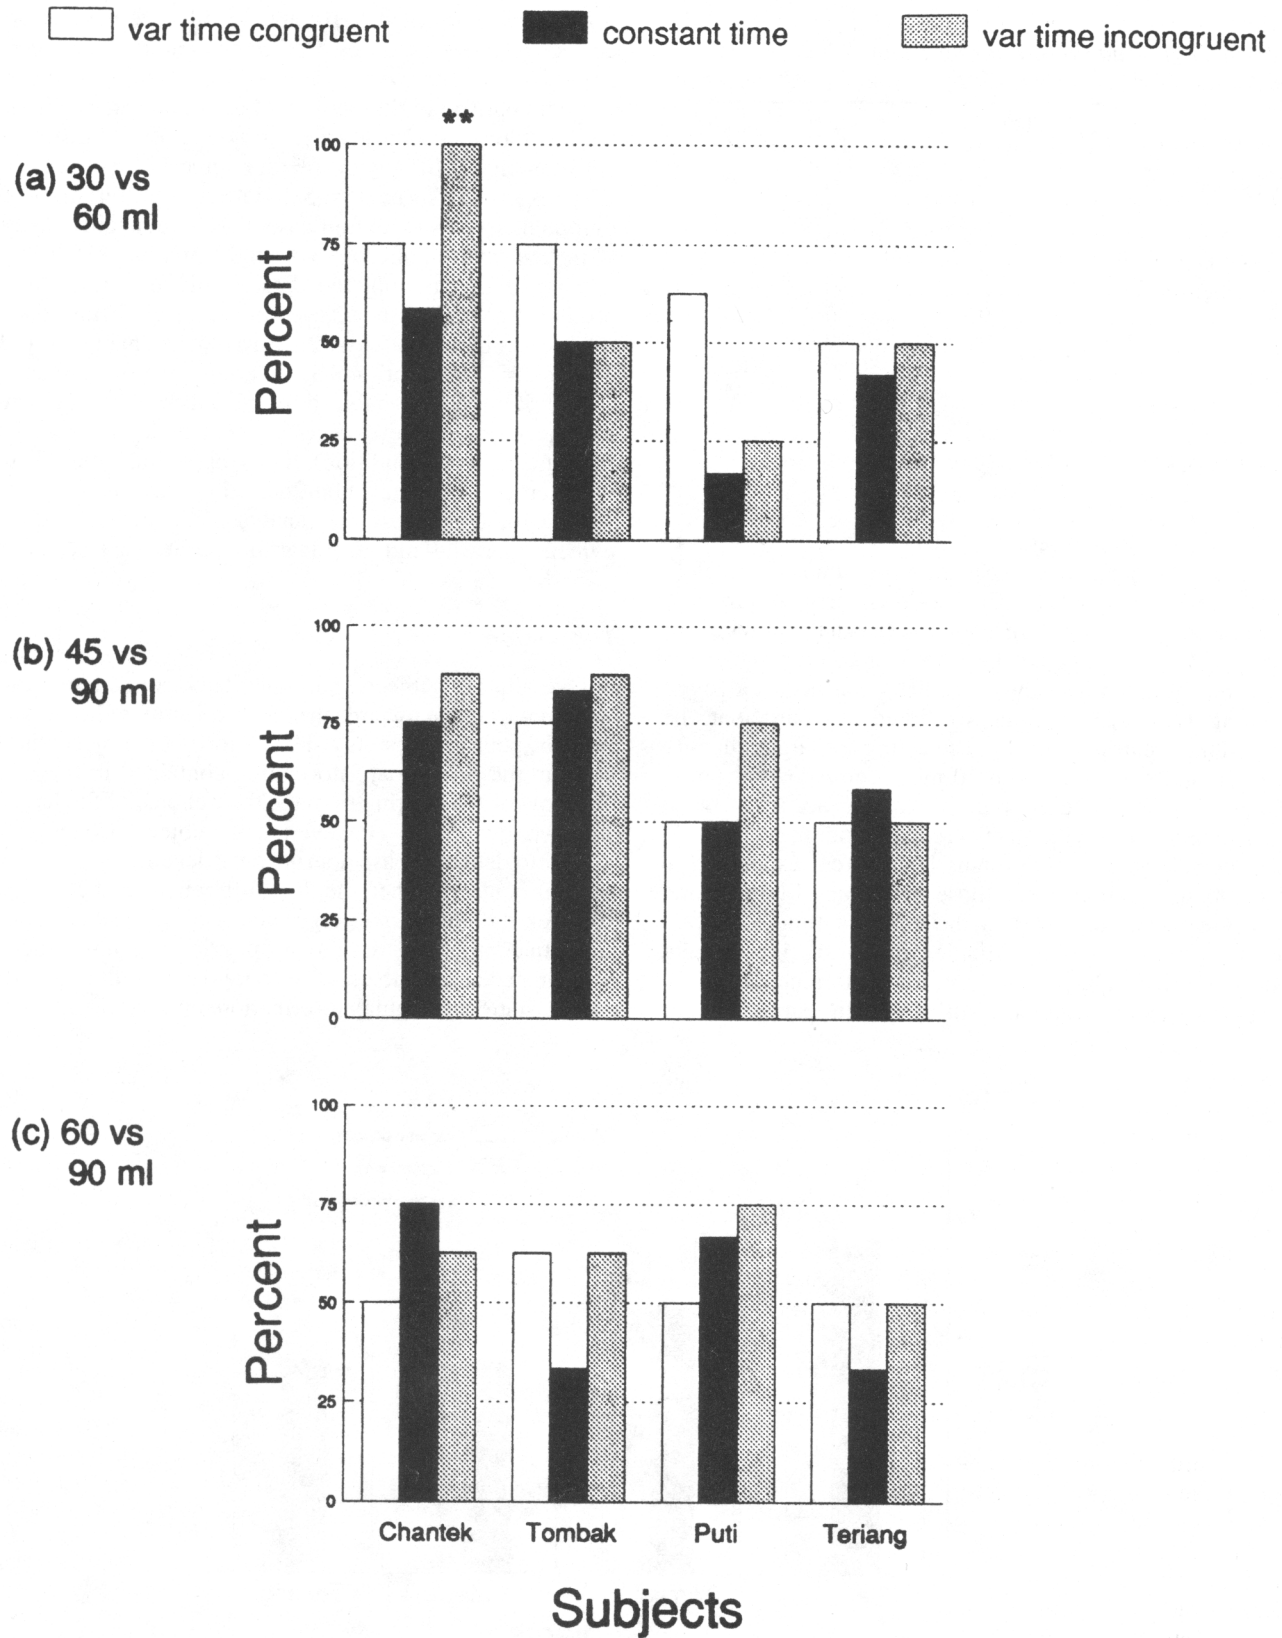 var time congruent constant time var time incongruent
**
(a) 30 vs
60 ml
Percent
100
75
50
25
0
(b) 45 vs
90 ml
Percent
100
75
50
25
0
(c) 60 vs
90 ml
Percent
100
75
50
25
0
Chantek Tombak Puti Teriang
Subjects